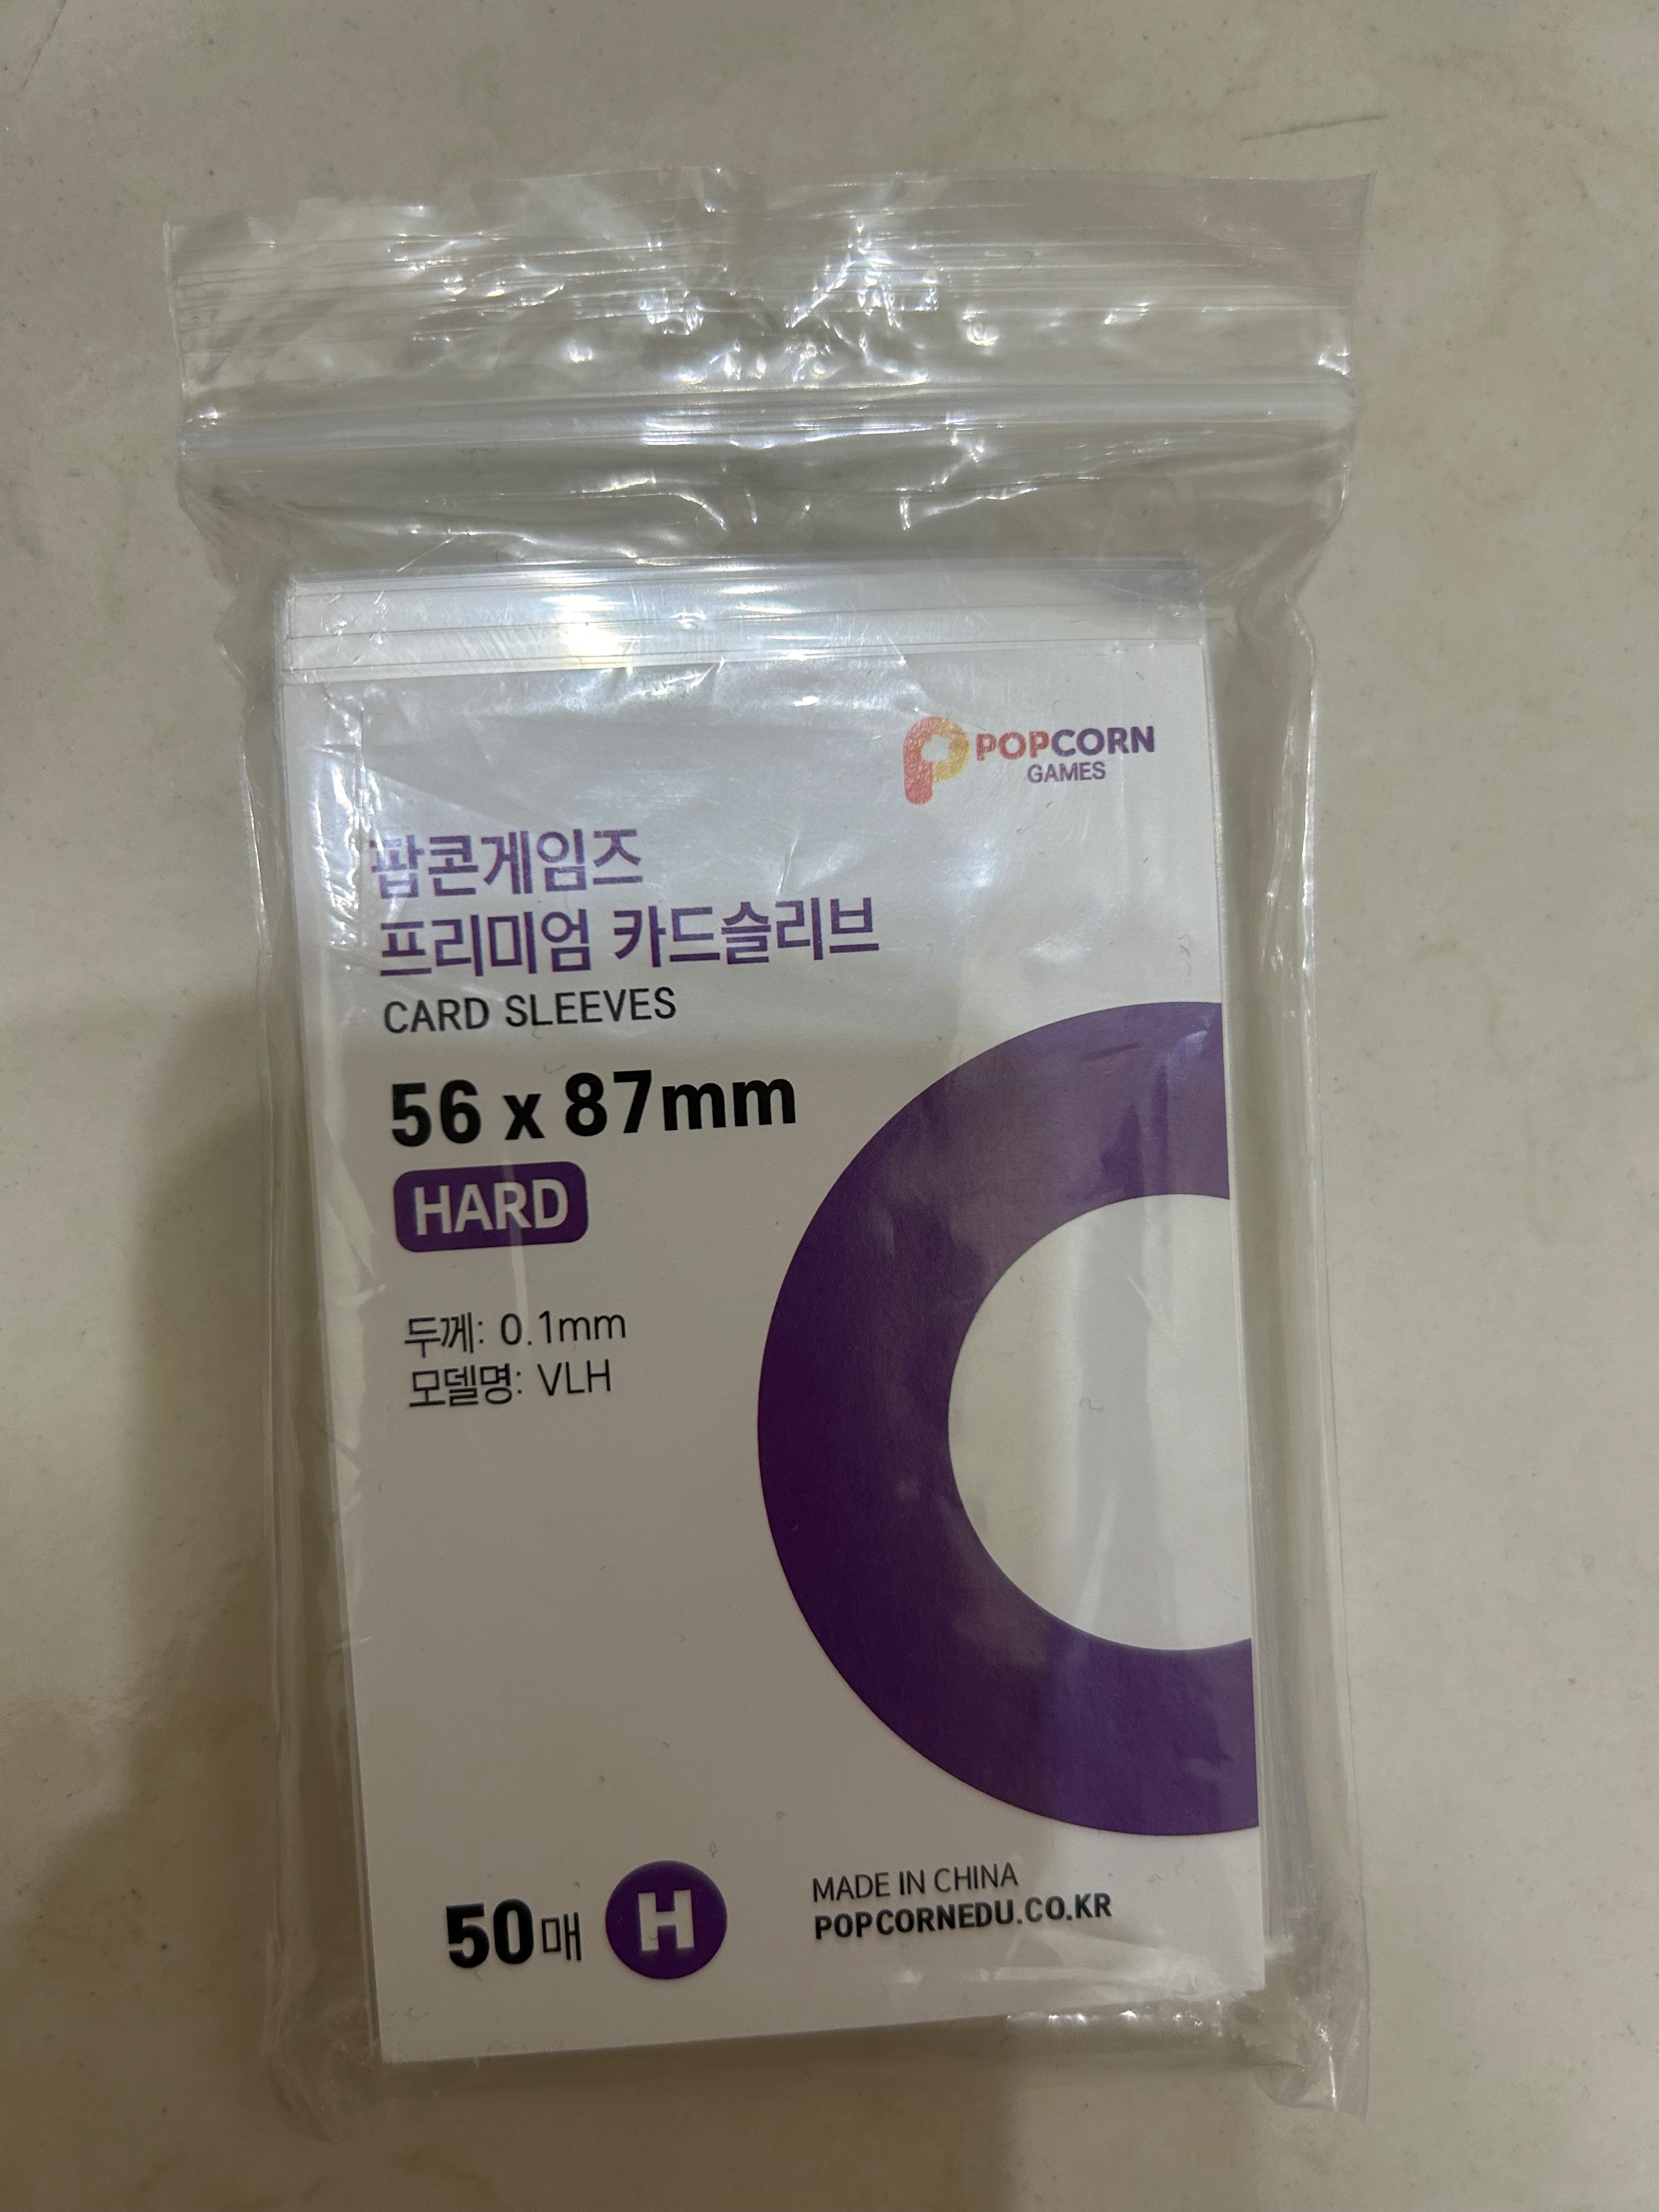 POPCORN
GAMES
팝콘게임즈
프리미엄 카드슬리브
CARD SLEEVES
56 x 87mm
HARD
두께: 0.1mm
모델명: VLH
50매
H
MADE IN CHINA
POPCORNEDU.CO.KR